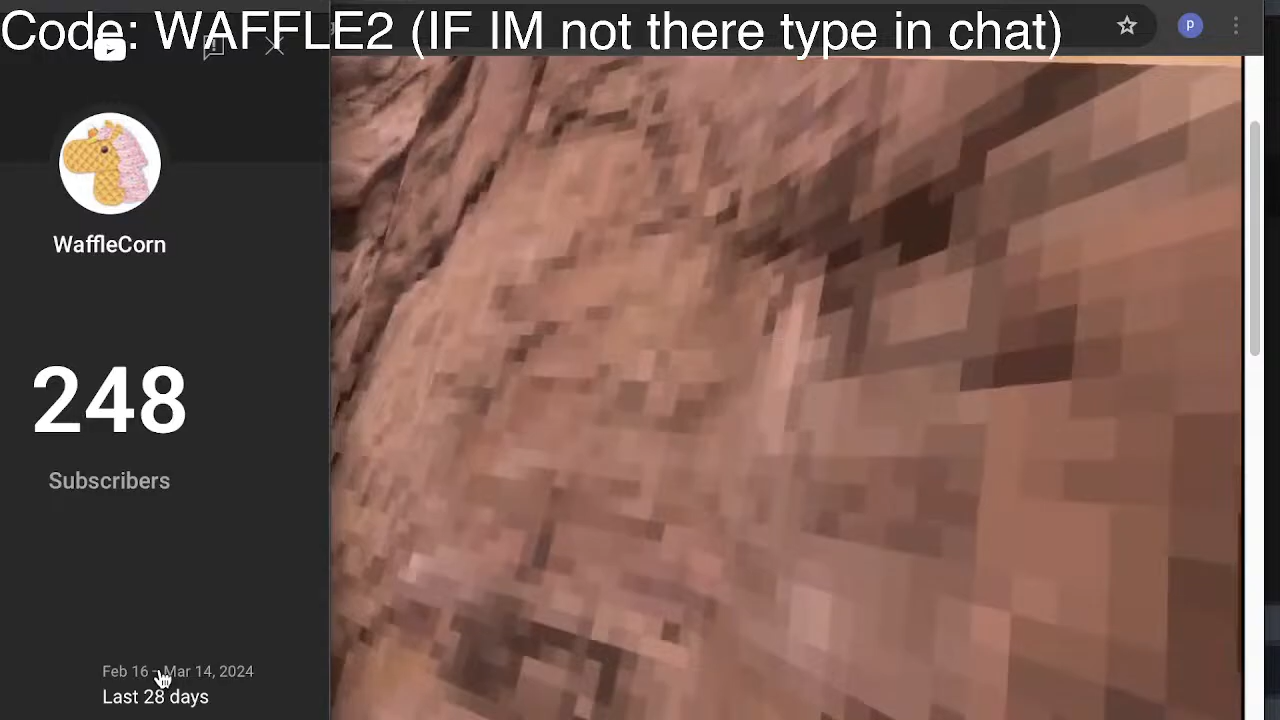 Code: WAFFLE2 (IF IM not there type in chat)
p
WaffleCorn
248
Subscribers
Feb 16 – Mar 14, 2024
Last 28 days